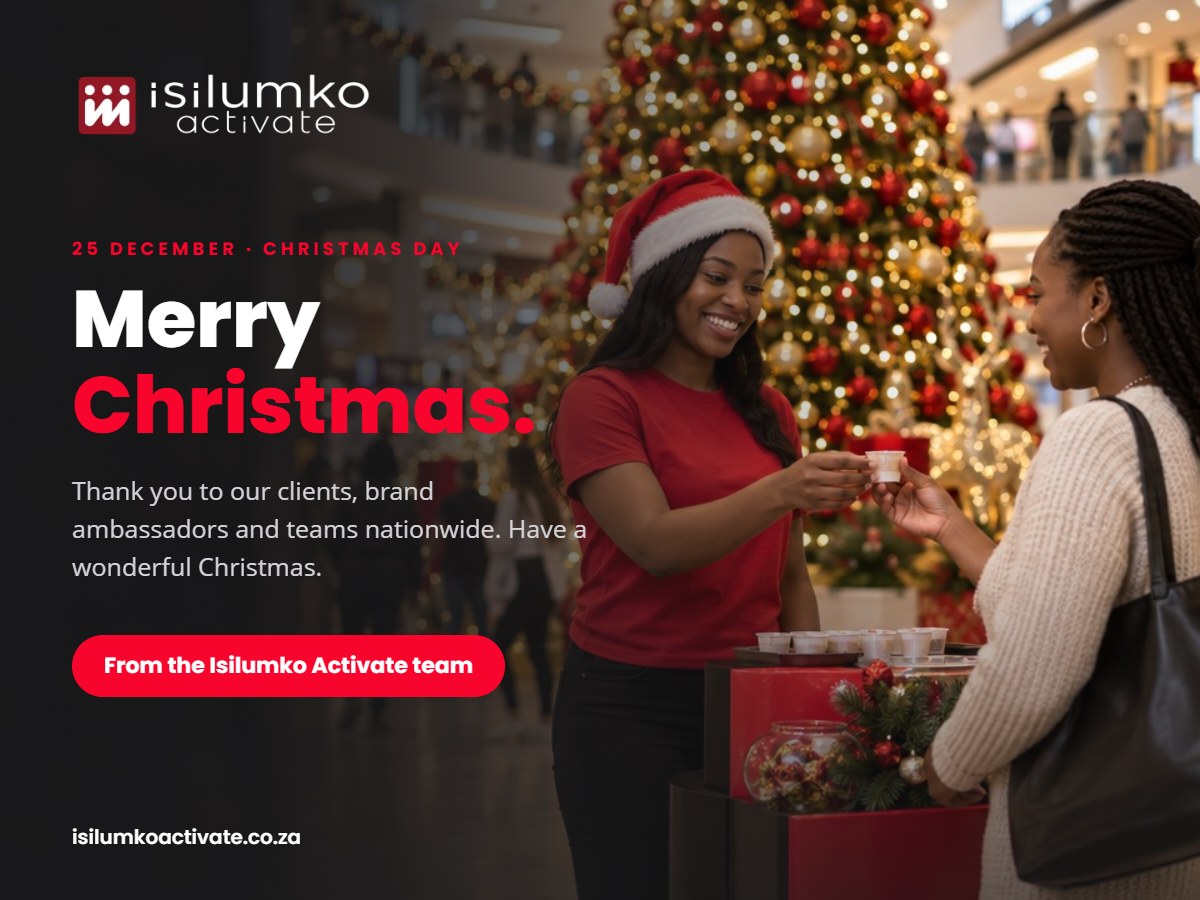 isilumko
activate
25 DECEMBER · CHRISTMAS DAY
Merry
Christmas.
Thank you to our clients, brand
ambassadors and teams nationwide. Have a
wonderful Christmas.
From the Isilumko Activate team
isilumkoactivate.co.za